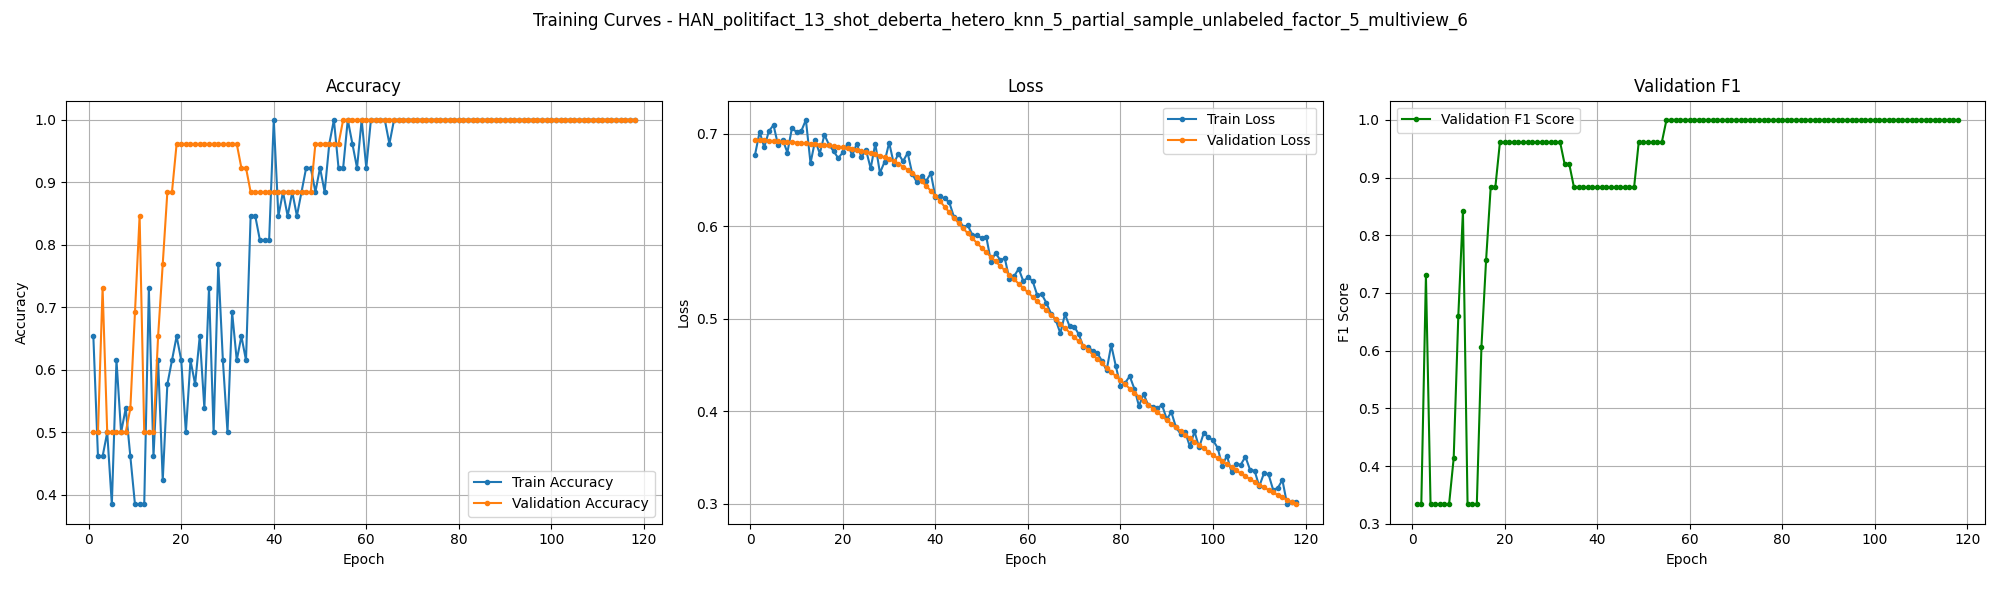 Training Curves - HAN_politifact_13_shot_deberta_hetero_knn_5_partial_sample_unlabeled_factor_5_multiview_6
Accuracy
Accuracy
1.0
0.9
0.8
0.7
0.6
0.5
0.4
0 20 40 60 80 100 120
Epoch
Train Accuracy
Validation Accuracy
Loss
Loss
0.7
0.6
0.5
0.4
0.3
0 20 40 60 80 100 120
Epoch
Train Loss
Validation Loss
Validation F1
F1 Score
1.0
0.9
0.8
0.7
0.6
0.5
0.4
0.3
0 20 40 60 80 100 120
Epoch
Validation F1 Score